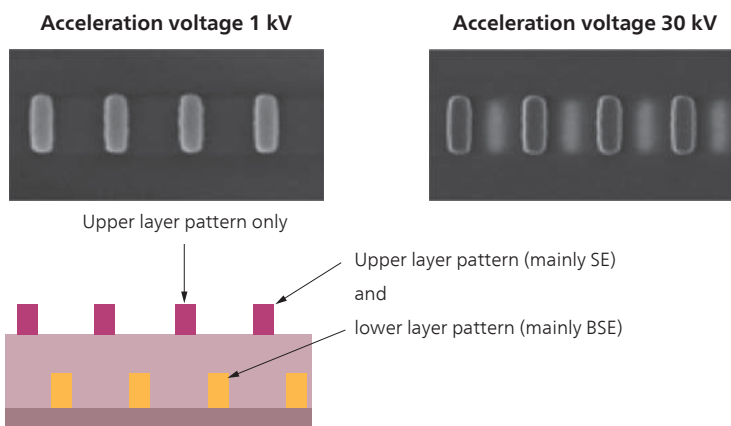 Acceleration voltage 1 kV
Acceleration voltage 30 kV
Upper layer pattern only
Upper layer pattern (mainly SE)
and
lower layer pattern (mainly BSE)